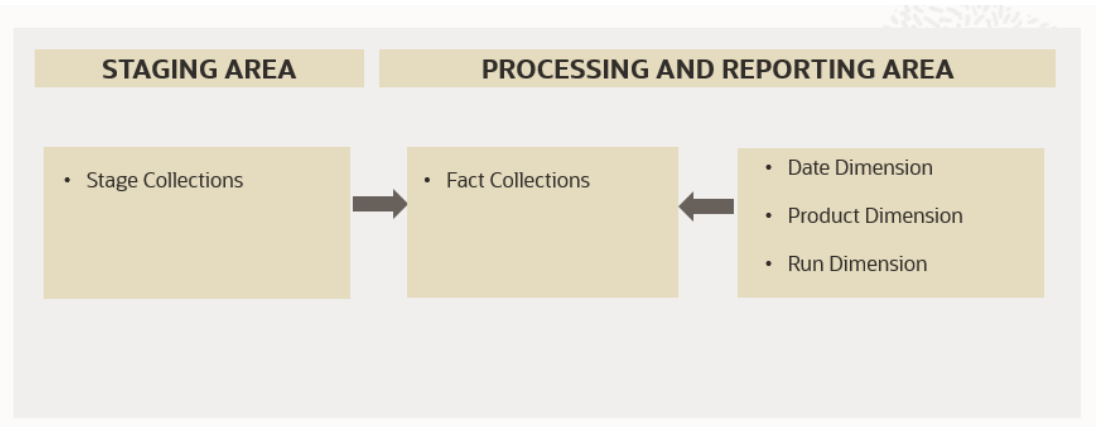 STAGING AREA
PROCESSING AND REPORTING AREA
• Stage Collections
• Fact Collections
• Date Dimension
• Product Dimension
• Run Dimension